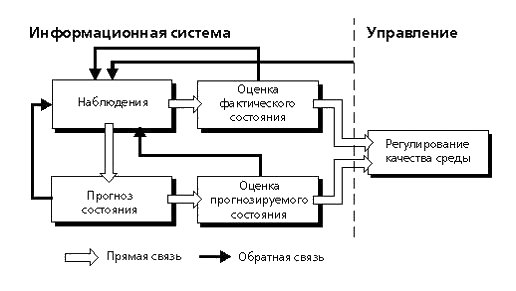 Информационная система
Управление
Наблюдения
Оценка
фактического
состояния
Регулирование
качества среды
Прогноз
состояния
Оценка
прогнозируемого
состояния
Прямая связь
Обратная связь